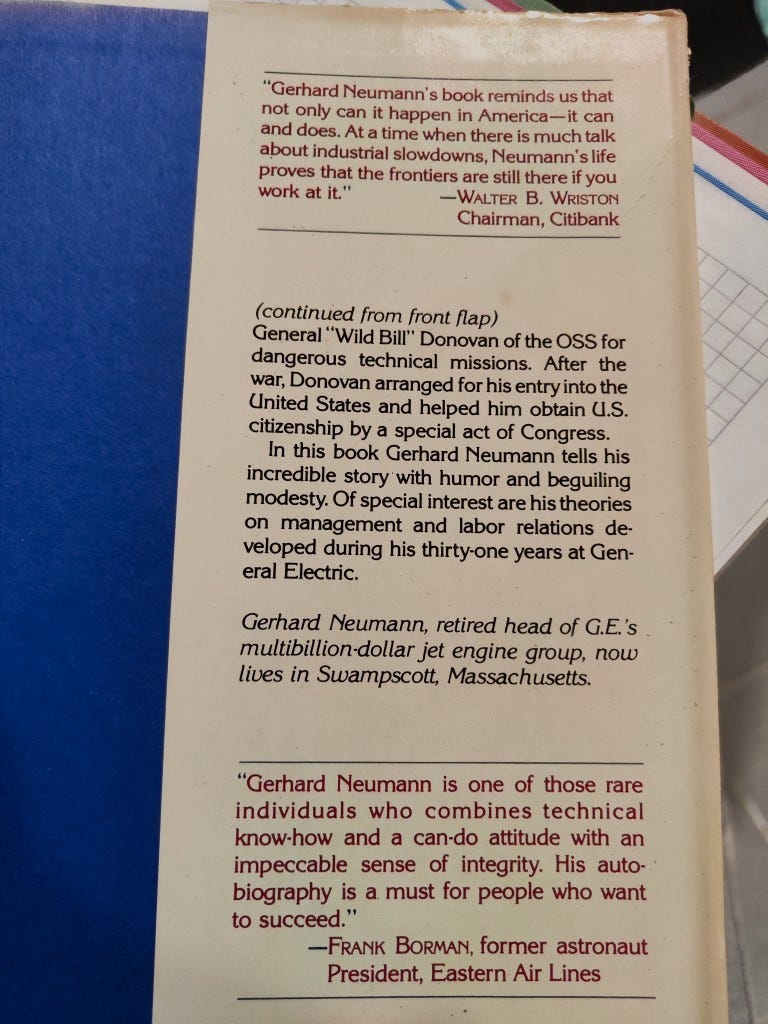 "Gerhard Neumann's book reminds us that
not only can it happen in America—it can
and does. At a time when there is much talk
about industrial slowdowns, Neumann's life
proves that the frontiers are still there if you
work at it."
—WALTER B. WRISTON
Chairman, Citibank
(continued from front flap)
General "Wild Bill" Donovan of the OSS for
dangerous technical missions. After the
war, Donovan arranged for his entry into the
United States and helped him obtain U.S.
citizenship by a special act of Congress.
In this book Gerhard Neumann tells his
incredible story with humor and beguiling
modesty. Of special interest are his theories
on management and labor relations de-
veloped during his thirty-one years at Gen-
eral Electric.
Gerhard Neumann, retired head of G.E.'s
multibillion-dollar jet engine group, now
lives in Swampscott, Massachusetts.
"Gerhard Neumann is one of those rare
individuals who combines technical
know-how and a can-do attitude with an
impeccable sense of integrity. His auto-
biography is a must for people who want
to succeed."
—FRANK BORMAN, former astronaut
President, Eastern Air Lines